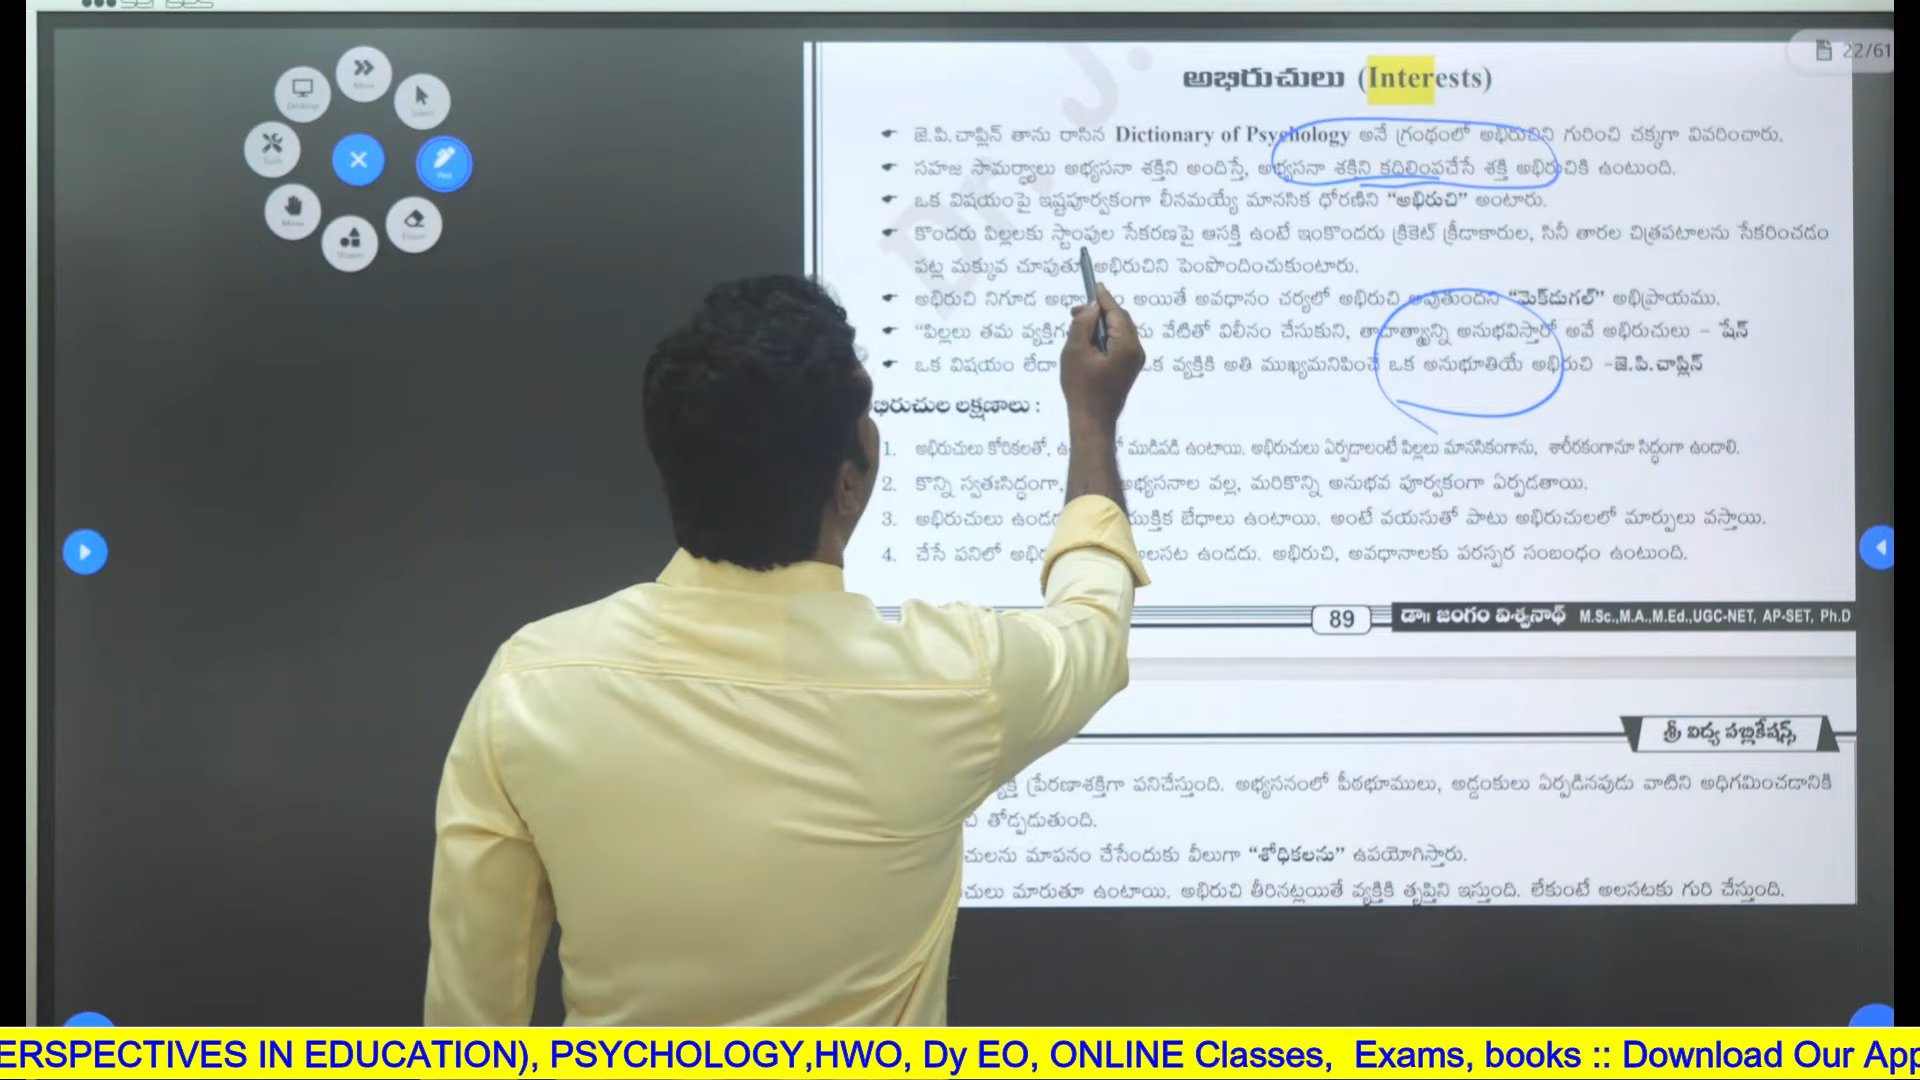 22/61
అభిరుచులు (Interests)
జె.పి.చాప్లిన్ తాను రాసిన Dictionary of Psychology అనే గ్రంథంలో అభిరుచిని గురించి చక్కగా వివరించారు.
సహజ సామర్థ్యాలు అభ్యసనా శక్తిని అందిస్తే, అభ్యసనా శక్తిని కదిలింపచేసే శక్తి అభిరుచికి ఉంటుంది.
ఒక విషయంపై ఇష్టపూర్వకంగా లీనమయ్యే మానసిక ధోరణిని “అభిరుచి” అంటారు.
కొందరు పిల్లలకు స్టాంపుల సేకరణపై ఆసక్తి ఉంటే ఇంకొందరు క్రికెట్ క్రీడాకారుల, సినీ తారల చిత్రపటాలను సేకరించడం
పట్ల మక్కువ చూపుతూ అభిరుచిని పెంపొందించుకుంటారు.
అభిరుచి నిగూడ అయితే అవధానం చర్యలో అభిరుచి అవుతుందని “మెక్‌డుగల్” అభిప్రాయము.
“పిల్లలు తమ వేటితో విలీనం చేసుకుని, తాదాత్మ్యాన్ని అనుభవిస్తారో అవే అభిరుచులు - షేన్
ఒక విషయం లేదా వ్యక్తికి అతి ముఖ్యమనిపించే ఒక అనుభూతియే అభిరుచి -జె.పి.చాప్లిన్
అభిరుచుల లక్షణాలు :
1. అభిరుచులు కోరికలతో, ముడిపడి ఉంటాయి. అభిరుచులు ఏర్పడాలంటే పిల్లలు మానసికంగాను, శారీరకంగానూ సిద్ధంగా ఉండాలి.
2. కొన్ని స్వతఃసిద్ధంగా, అభ్యసనాల వల్ల, మరికొన్ని అనుభవ పూర్వకంగా ఏర్పడతాయి.
3. అభిరుచులు బేధాలు ఉంటాయి. అంటే వయసుతో పాటు అభిరుచులలో మార్పులు వస్తాయి.
4. చేసే పనిలో అలసట ఉండదు. అభిరుచి, అవధానాలకు పరస్పర సంబంధం ఉంటుంది.
89 డా॥ జంగం విశ్వనాథ్ M.Sc.,M.A.,M.Ed.,UGC-NET, AP-SET, Ph.D
శ్రీ విద్య పబ్లికేషన్స్
ప్రేరణాశక్తిగా పనిచేస్తుంది. అభ్యసనంలో పీఠభూములు, అడ్డంకులు ఏర్పడినపుడు వాటిని అధిగమించడానికి
తోడ్పడుతుంది.
మాపనం చేసేందుకు వీలుగా “శోధికలను” ఉపయోగిస్తారు.
మారుతూ ఉంటాయి. అభిరుచి తీరినట్లయితే వ్యక్తికి తృప్తిని ఇస్తుంది. లేకుంటే అలసటకు గురి చేస్తుంది.
ERSPECTIVES IN EDUCATION), PSYCHOLOGY,HWO, Dy EO, ONLINE Classes, Exams, books :: Download Our App